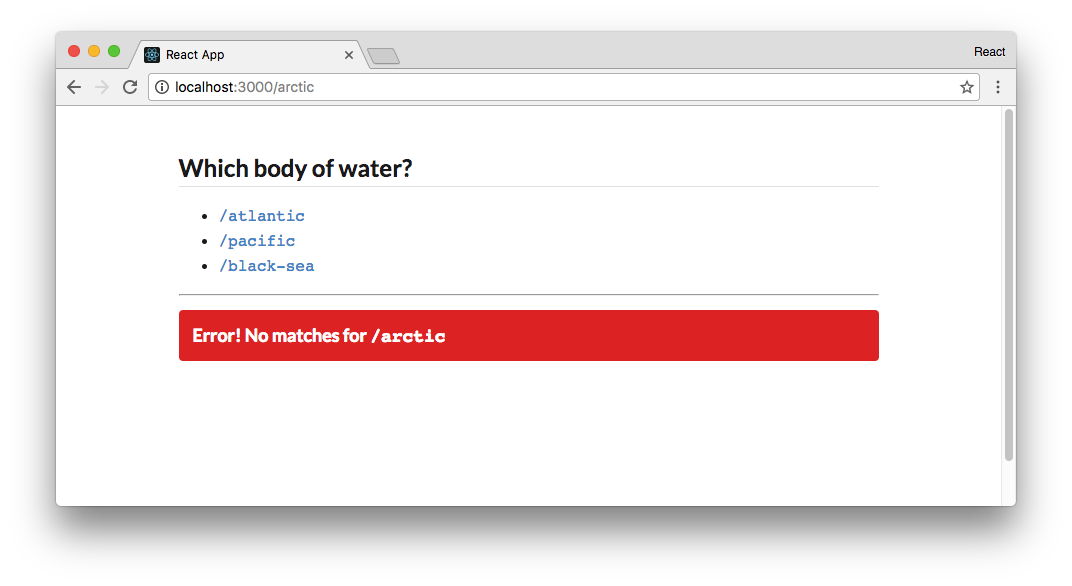 React App
React
localhost:3000/arctic
Which body of water?
/atlantic
/pacific
/black-sea
Error! No matches for /arctic